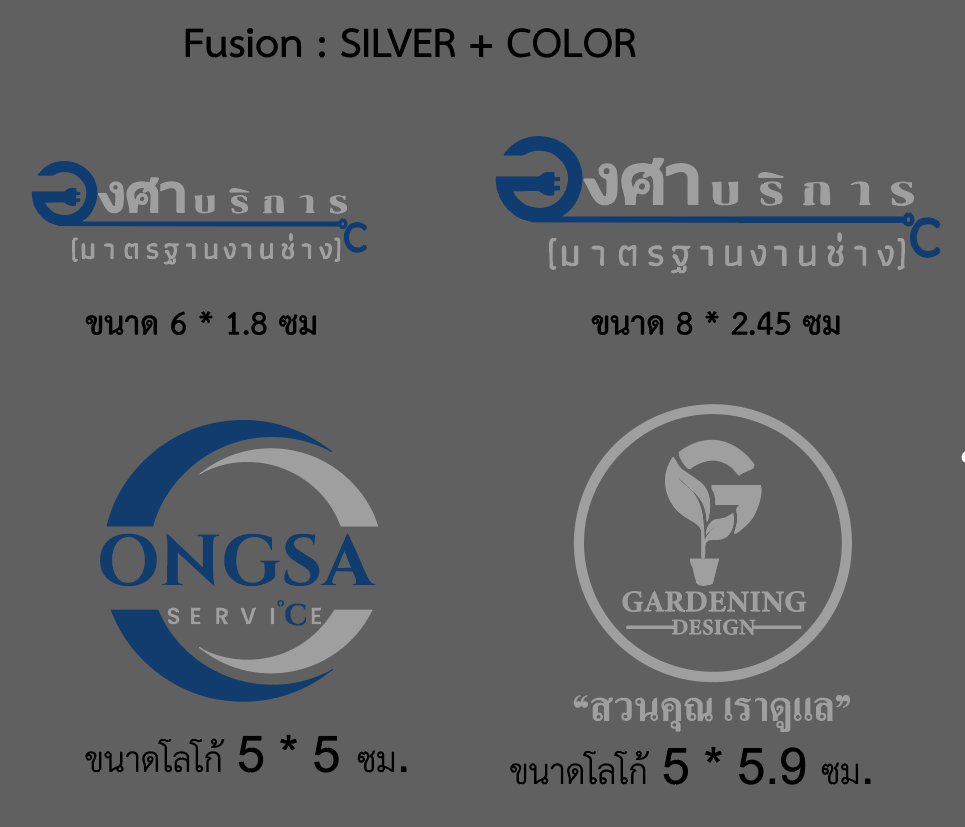 Fusion : SILVER + COLOR
องศาบริการ
°C
(มาตรฐานงานช่าง)
ขนาด 6 * 1.8 ซม
องศาบริการ
°C
(มาตรฐานงานช่าง)
ขนาด 8 * 2.45 ซม
ONGSA
SERVI°CE
ขนาดโลโก้ 5 * 5 ซม.
G
GARDENING
DESIGN
“สวนคุณ เราดูแล”
ขนาดโลโก้ 5 * 5.9 ซม.